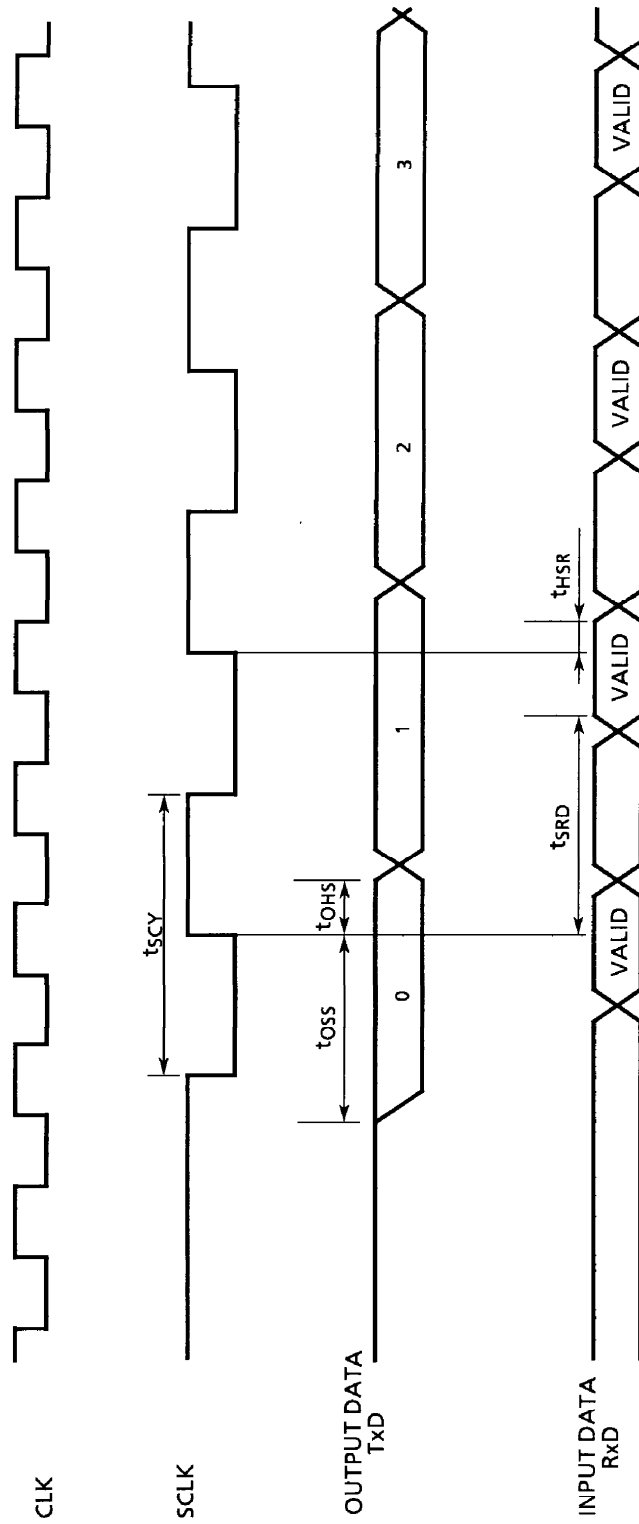 CLK
SCLK
tSCY
OUTPUT DATA
TxD
tOSS
tOHS
0
1
2
3
INPUT DATA
RxD
tSRD
tHSR
VALID
VALID
VALID
VALID